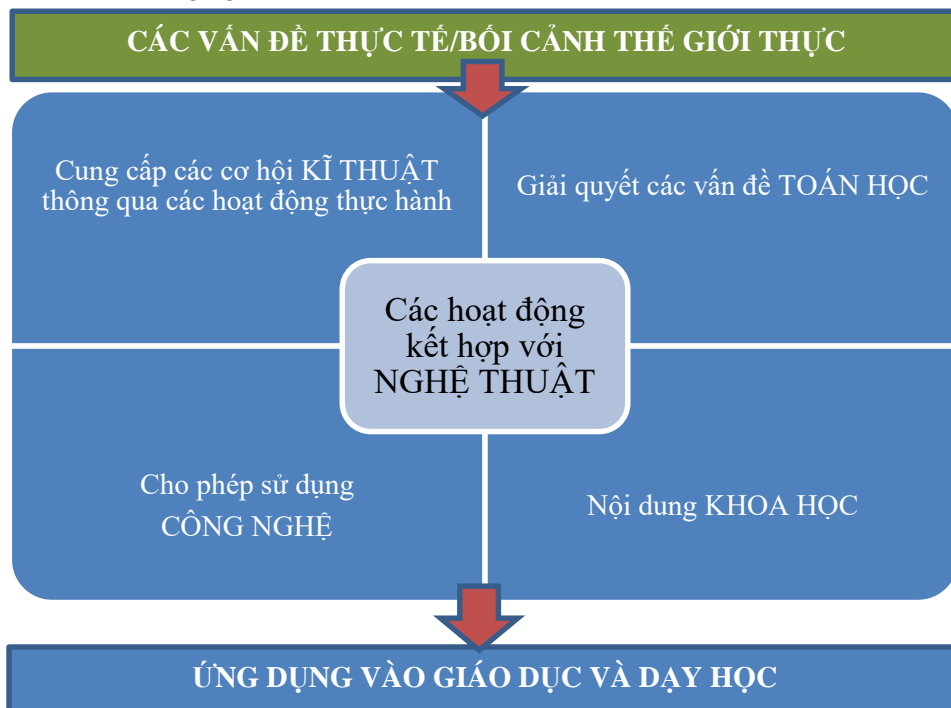 CÁC VẤN ĐỀ THỰC TẾ/BỐI CẢNH THẾ GIỚI THỰC
Cung cấp các cơ hội KĨ THUẬT
thông qua các hoạt động thực hành
Giải quyết các vấn đề TOÁN HỌC
Các hoạt động
kết hợp với
NGHỆ THUẬT
Cho phép sử dụng
CÔNG NGHỆ
Nội dung KHOA HỌC
ỨNG DỤNG VÀO GIÁO DỤC VÀ DẠY HỌC